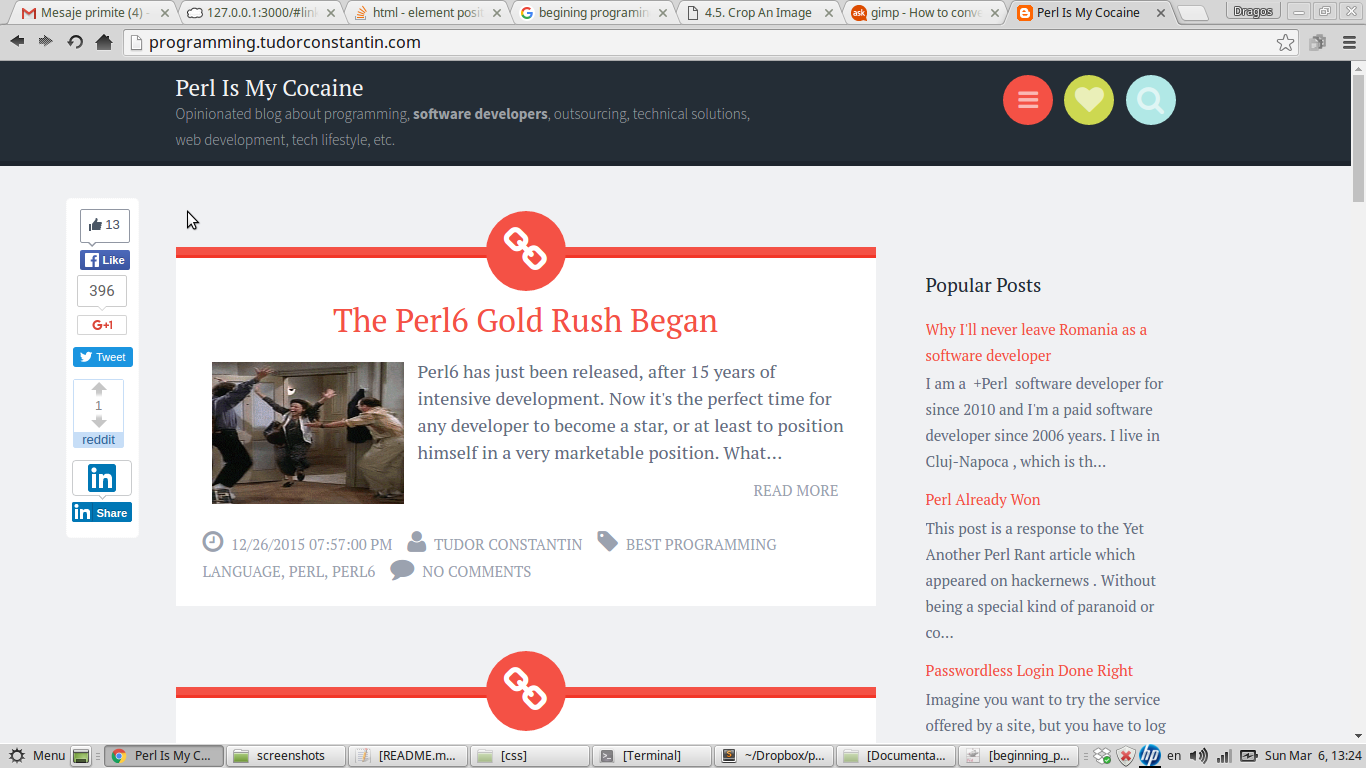 Mesaje primite (4) -
127.0.0.1:3000/#link
html - element posit
begining programin
4.5. Crop An Image
ask
gimp - How to conve
Perl Is My Cocaine
Dragos
programming.tudorconstantin.com
Perl Is My Cocaine
Opinionated blog about programming, software developers, outsourcing, technical solutions,
web development, tech lifestyle, etc.
13
Like
396
G+1
Tweet
1
reddit
in
in Share
The Perl6 Gold Rush Began
Perl6 has just been released, after 15 years of
intensive development. Now it's the perfect time for
any developer to become a star, or at least to position
himself in a very marketable position. What...
READ MORE
12/26/2015 07:57:00 PM TUDOR CONSTANTIN BEST PROGRAMMING
LANGUAGE, PERL, PERL6 NO COMMENTS
Popular Posts
Why I'll never leave Romania as a
software developer
I am a +Perl software developer for
since 2010 and I'm a paid software
developer since 2006 years. I live in
Cluj-Napoca , which is th...
Perl Already Won
This post is a response to the Yet
Another Perl Rant article which
appeared on hackernews . Without
being a special kind of paranoid or
co...
Passwordless Login Done Right
Imagine you want to try the service
offered by a site, but you have to log
Menu
Perl Is My C...
screenshots
[README.m...
[css]
[Terminal]
~/Dropbox/p...
[Documenta...
[beginning_p...
hp
en
Sun Mar 6, 13:24